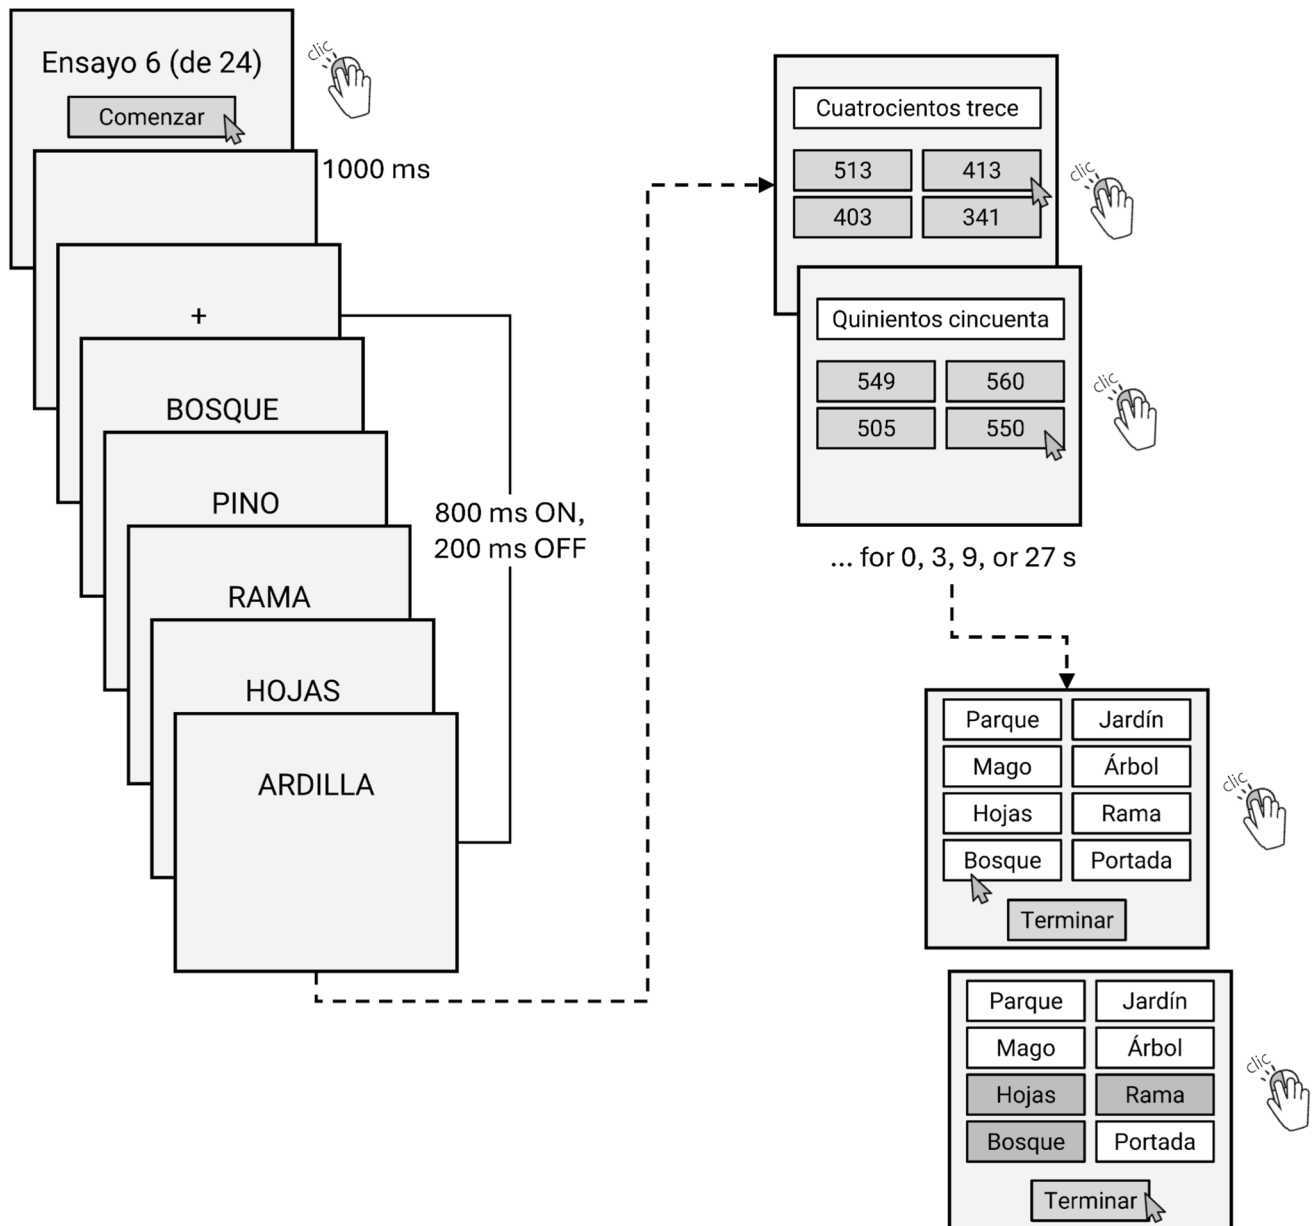 Ensayo 6 (de 24)
Comenzar
clic
1000 ms
+
BOSQUE
PINO
RAMA
HOJAS
ARDILLA
800 ms ON,
200 ms OFF
Cuatrocientos trece
513 413
403 341
clic
Quinientos cincuenta
549 560
505 550
clic
... for 0, 3, 9, or 27 s
Parque Jardín
Mago Árbol
Hojas Rama
Bosque Portada
Terminar
clic
Parque Jardín
Mago Árbol
Hojas Rama
Bosque Portada
Terminar
clic